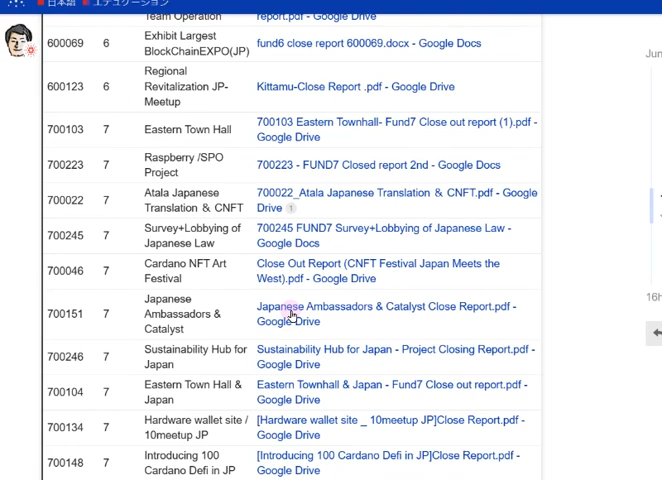 日本語 エデュケーション
Team Operation report.pdf - Google Drive
600069 6 Exhibit Largest BlockChainEXPO(JP) fund6 close report 600069.docx - Google Docs
Jun
600123 6 Regional Revitalization JP-Meetup Kittamu-Close Report .pdf - Google Drive
700103 7 Eastern Town Hall 700103 Eastern Townhall- Fund7 Close out report (1).pdf - Google Drive
700223 7 Raspberry /SPO Project 700223 - FUND7 Closed report 2nd - Google Docs
700022 7 Atala Japanese Translation & CNFT 700022_Atala Japanese Translation & CNFT.pdf - Google Drive 1
700245 7 Survey+Lobbying of Japanese Law 700245 FUND7 Survey+Lobbying of Japanese Law - Google Docs
700046 7 Cardano NFT Art Festival Close Out Report (CNFT Festival Japan Meets the West).pdf - Google Drive
16h
700151 7 Japanese Ambassadors & Catalyst Japanese Ambassadors & Catalyst Close Report.pdf - Google Drive
700246 7 Sustainability Hub for Japan Sustainability Hub for Japan - Project Closing Report.pdf - Google Drive
700104 7 Eastern Town Hall & Japan Eastern Townhall & Japan - Fund7 Close out report.pdf - Google Drive
700134 7 Hardware wallet site / 10meetup JP [Hardware wallet site _ 10meetup JP]Close Report.pdf - Google Drive
700148 7 Introducing 100 Cardano Defi in JP [Introducing 100 Cardano Defi in JP]Close Report.pdf - Google Drive